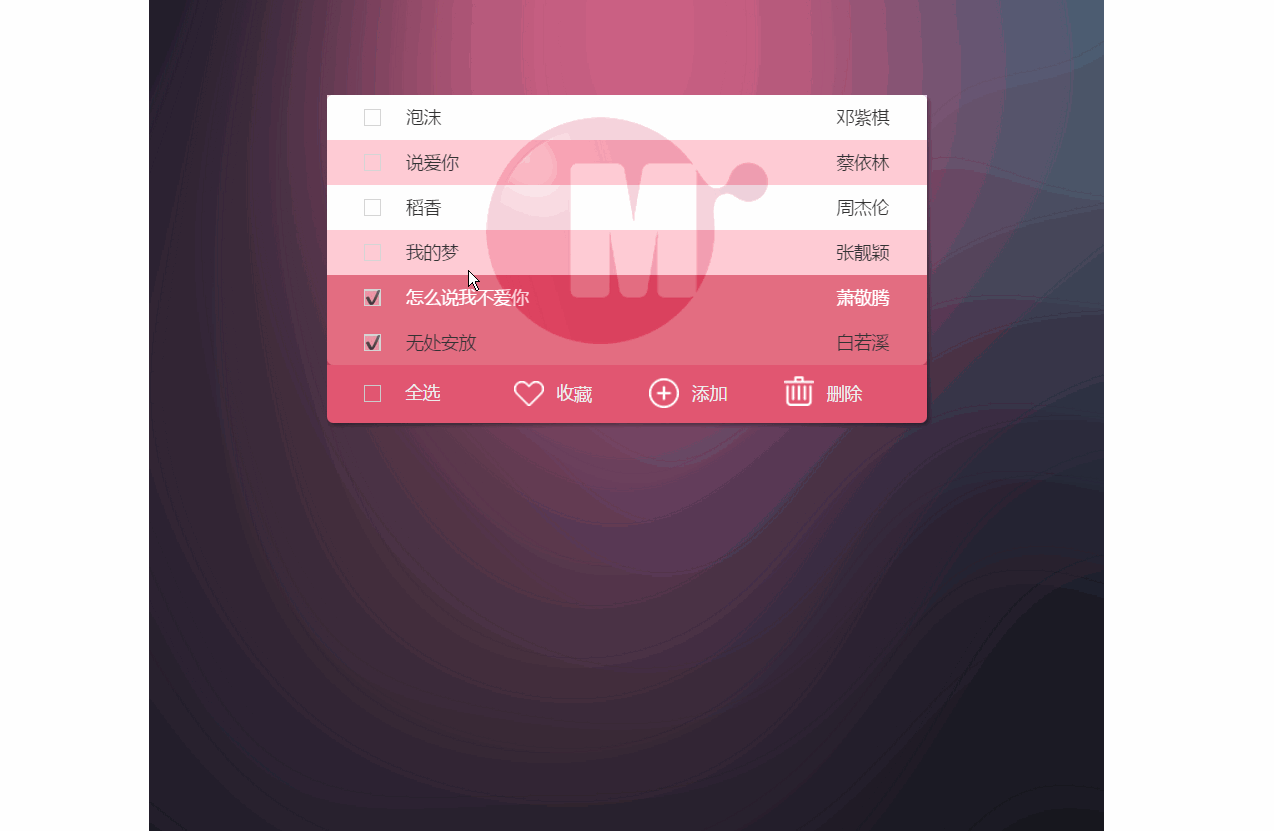 泡沫 邓紫棋
说爱你 蔡依林
稻香 周杰伦
我的梦 张靓颖
怎么说我不爱你 萧敬腾
无处安放 白若溪
全选 收藏 添加 删除
M